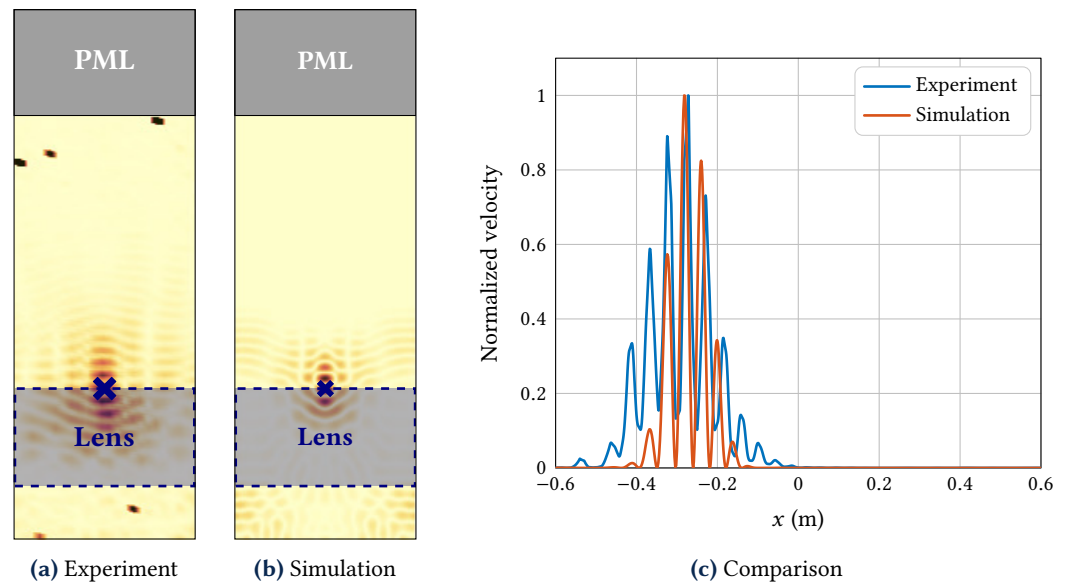 PML
Lens
(a) Experiment
PML
Lens
(b) Simulation
Normalized velocity
1
0.8
0.6
0.4
0.2
0
−0.6
−0.4
−0.2
0
0.2
0.4
0.6
x (m)
Experiment
Simulation
(c) Comparison